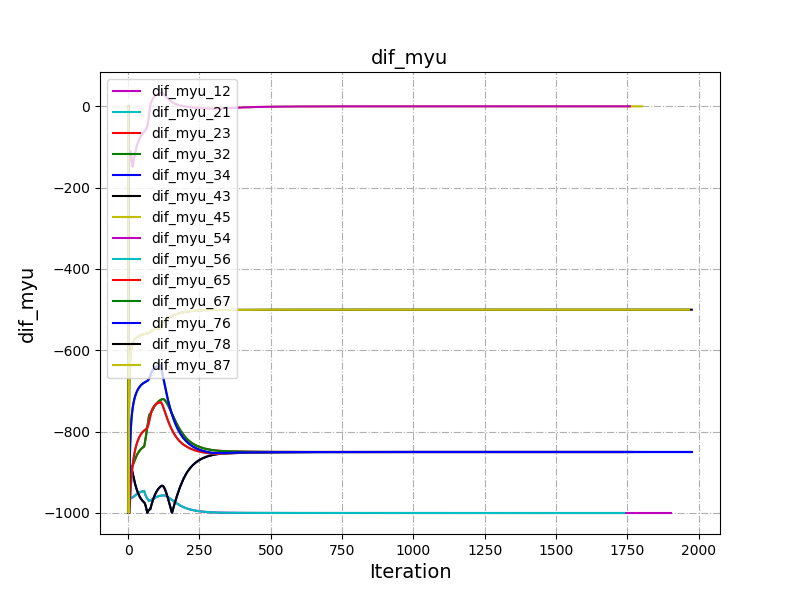 dif_myu
dif_myu_12
dif_myu_21
dif_myu_23
dif_myu_32
dif_myu_34
dif_myu_43
dif_myu_45
dif_myu_54
dif_myu_56
dif_myu_65
dif_myu_67
dif_myu_76
dif_myu_78
dif_myu_87
dif_myu
0
−200
−400
−600
−800
−1000
0 250 500 750 1000 1250 1500 1750 2000
Iteration